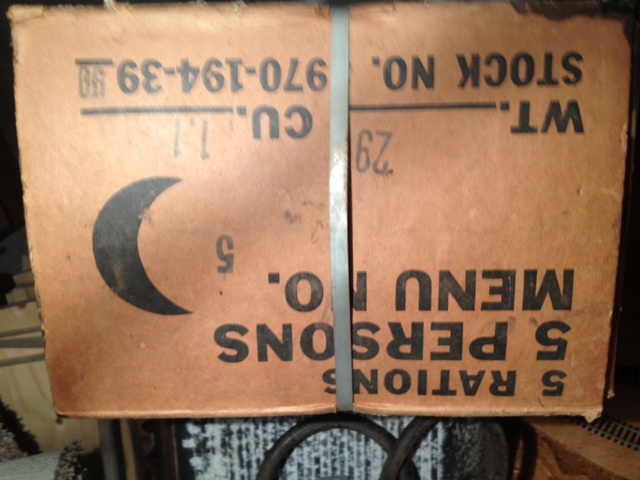 5 RATIONS
5 PERSONS
MENU NO. 5
WT. 29 CU. 1.1
STOCK NO. 970-194-39